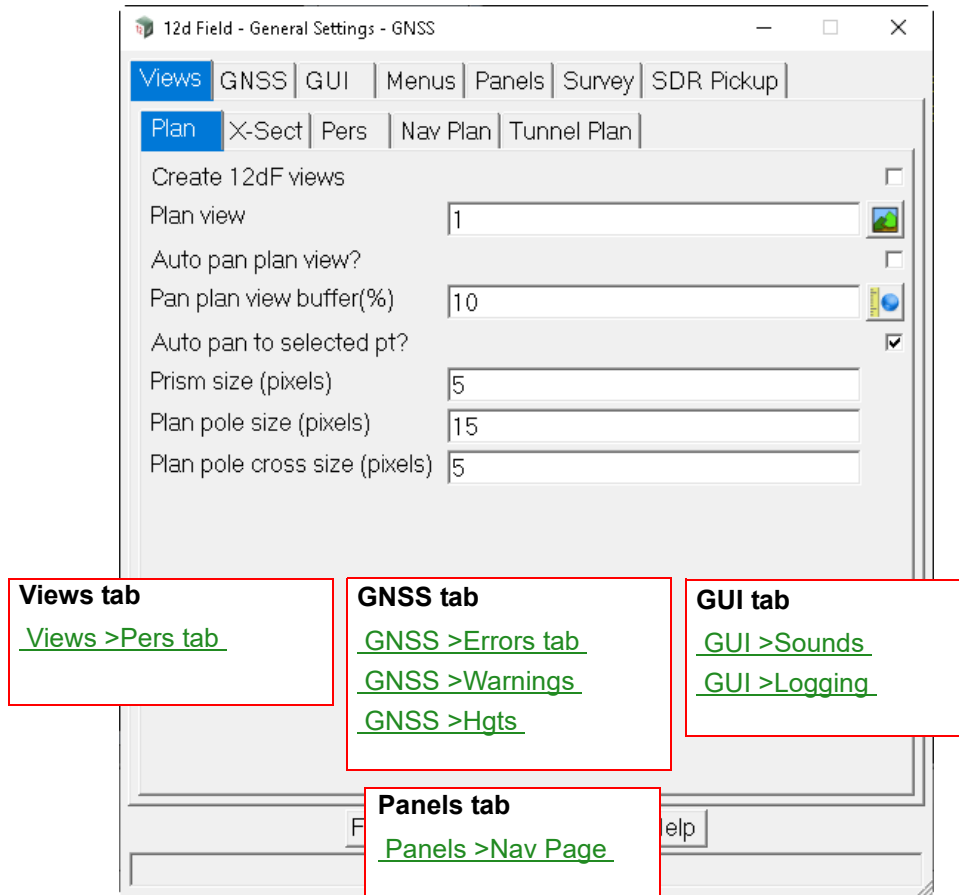 12d Field - General Settings - GNSS
Views GNSS GUI Menus Panels Survey SDR Pickup
Plan X-Sect Pers Nav Plan Tunnel Plan
Create 12dF views
Plan view 1
Auto pan plan view?
Pan plan view buffer(%) 10
Auto pan to selected pt?
Prism size (pixels) 5
Plan pole size (pixels) 15
Plan pole cross size (pixels) 5
Views tab
Views >Pers tab
GNSS tab
GNSS >Errors tab
GNSS >Warnings
GNSS >Hgts
GUI tab
GUI >Sounds
GUI >Logging
Panels tab
Panels >Nav Page